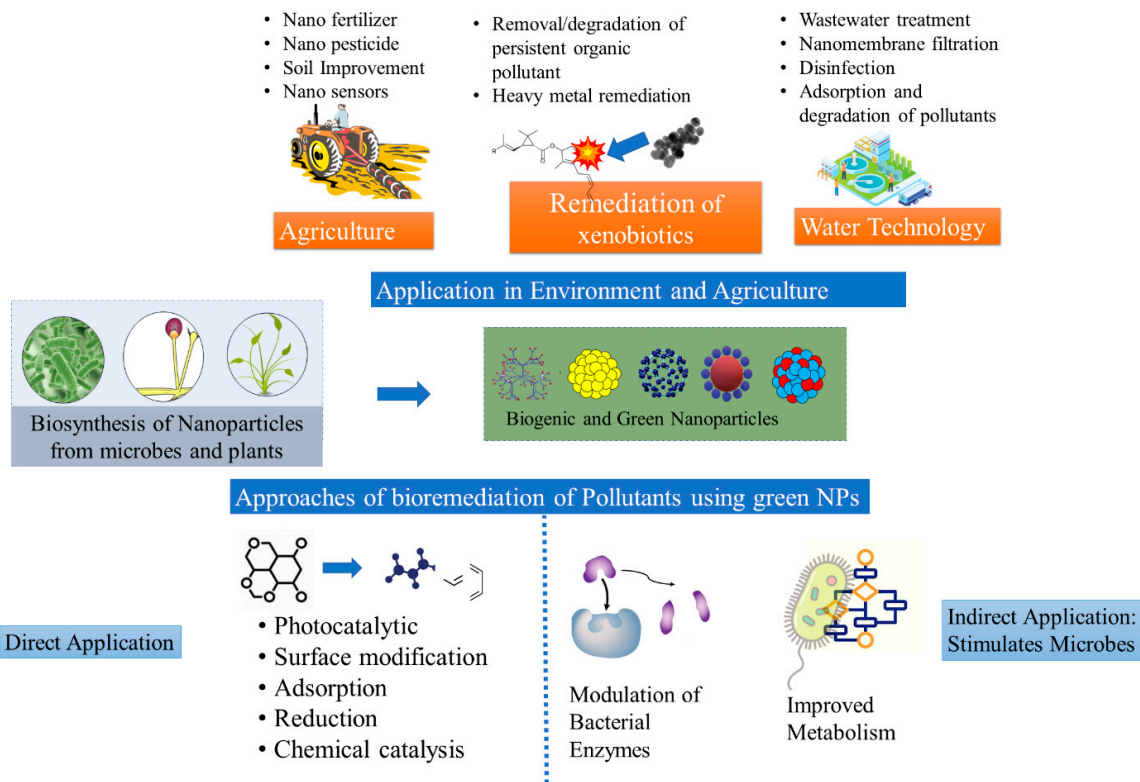 • Nano fertilizer
• Nano pesticide
• Soil Improvement
• Nano sensors
• Removal/degradation of
persistent organic
pollutant
• Heavy metal remediation
• Wastewater treatment
• Nanomembrane filtration
• Disinfection
• Adsorption and
degradation of pollutants
R
O
O
Agriculture
Remediation of
xenobiotics
Water Technology
Application in Environment and Agriculture
Biosynthesis of Nanoparticles
from microbes and plants
Biogenic and Green Nanoparticles
Approaches of bioremediation of Pollutants using green NPs
Direct Application
• Photocatalytic
• Surface modification
• Adsorption
• Reduction
• Chemical catalysis
Modulation of
Bacterial
Enzymes
Improved
Metabolism
Indirect Application:
Stimulates Microbes